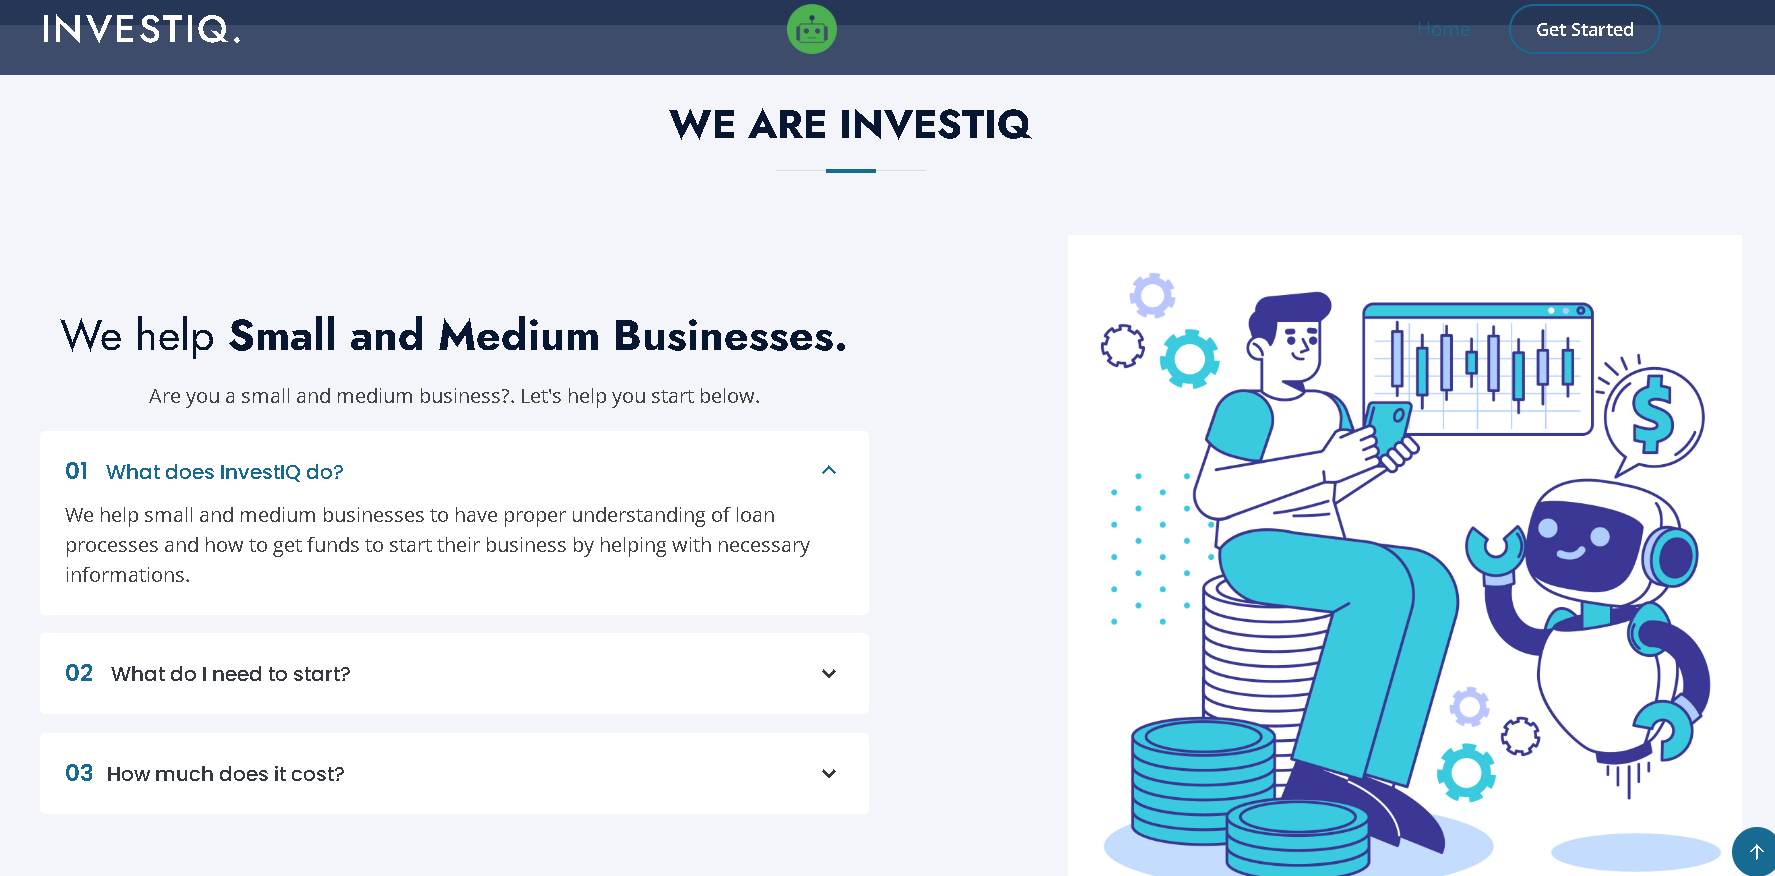 INVESTIQ.
Home
Get Started
WE ARE INVESTIQ
We help Small and Medium Businesses.
Are you a small and medium business?. Let's help you start below.
01 What does InvestIQ do?
We help small and medium businesses to have proper understanding of loan
processes and how to get funds to start their business by helping with necessary
informations.
02 What do I need to start?
03 How much does it cost?
$